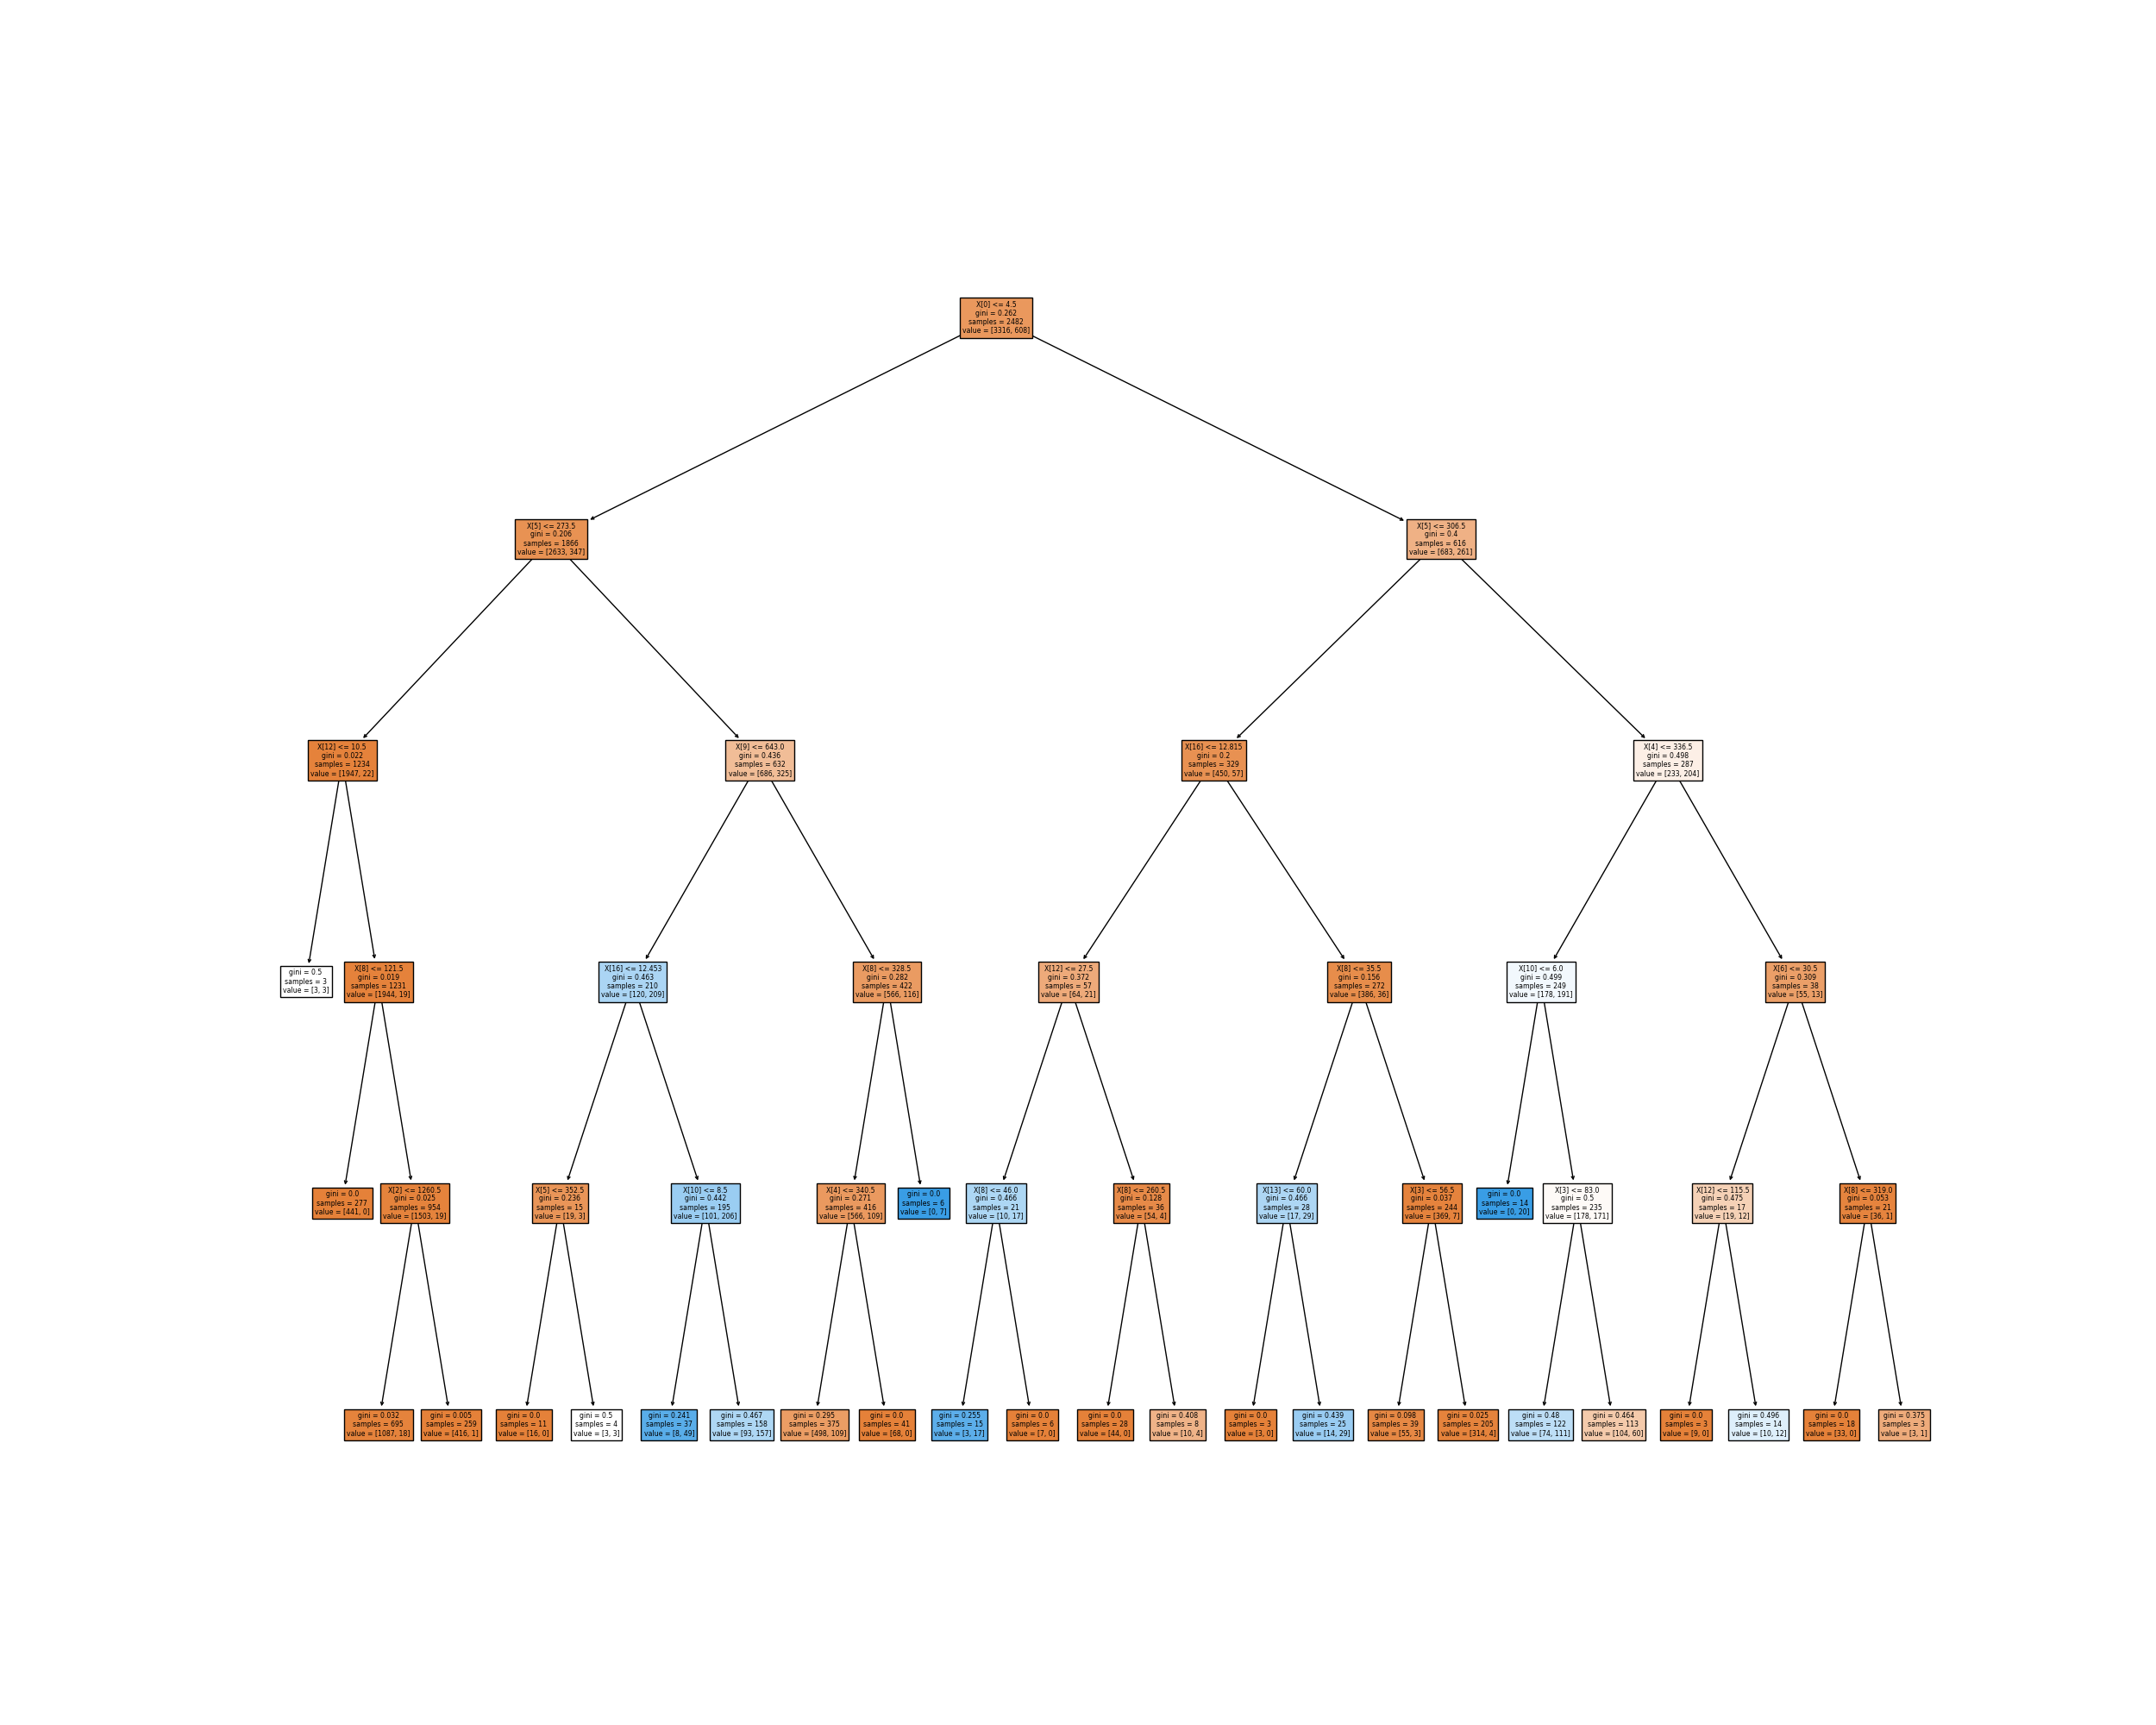 X[0] <= 4.5
gini = 0.262
samples = 2482
value = [3316, 608]
X[5] <= 273.5
gini = 0.206
samples = 1866
value = [2633, 347]
X[5] <= 306.5
gini = 0.4
samples = 616
value = [683, 261]
X[12] <= 10.5
gini = 0.022
samples = 1234
value = [1947, 22]
X[9] <= 643.0
gini = 0.436
samples = 632
value = [686, 325]
X[16] <= 12.815
gini = 0.2
samples = 329
value = [450, 57]
X[4] <= 336.5
gini = 0.498
samples = 287
value = [233, 204]
gini = 0.5
samples = 3
value = [3, 3]
X[8] <= 121.5
gini = 0.019
samples = 1231
value = [1944, 19]
X[16] <= 12.453
gini = 0.463
samples = 210
value = [120, 209]
X[8] <= 328.5
gini = 0.282
samples = 422
value = [566, 116]
X[12] <= 27.5
gini = 0.372
samples = 57
value = [64, 21]
X[8] <= 35.5
gini = 0.156
samples = 272
value = [386, 36]
X[10] <= 6.0
gini = 0.499
samples = 249
value = [178, 191]
X[6] <= 30.5
gini = 0.309
samples = 38
value = [55, 13]
gini = 0.0
samples = 277
value = [441, 0]
X[2] <= 1260.5
gini = 0.025
samples = 954
value = [1503, 19]
X[5] <= 352.5
gini = 0.236
samples = 15
value = [19, 3]
X[10] <= 8.5
gini = 0.442
samples = 195
value = [101, 206]
X[4] <= 340.5
gini = 0.271
samples = 416
value = [566, 109]
gini = 0.0
samples = 6
value = [0, 7]
X[8] <= 46.0
gini = 0.466
samples = 21
value = [10, 17]
X[8] <= 260.5
gini = 0.128
samples = 36
value = [54, 4]
X[13] <= 60.0
gini = 0.466
samples = 28
value = [17, 29]
X[3] <= 56.5
gini = 0.037
samples = 244
value = [369, 7]
gini = 0.0
samples = 14
value = [0, 20]
X[3] <= 83.0
gini = 0.5
samples = 235
value = [178, 171]
X[12] <= 115.5
gini = 0.475
samples = 17
value = [19, 12]
X[8] <= 319.0
gini = 0.053
samples = 21
value = [36, 1]
gini = 0.032
samples = 695
value = [1087, 18]
gini = 0.005
samples = 259
value = [416, 1]
gini = 0.0
samples = 11
value = [16, 0]
gini = 0.5
samples = 4
value = [3, 3]
gini = 0.241
samples = 37
value = [8, 49]
gini = 0.467
samples = 158
value = [93, 157]
gini = 0.295
samples = 375
value = [498, 109]
gini = 0.0
samples = 41
value = [68, 0]
gini = 0.255
samples = 15
value = [3, 17]
gini = 0.0
samples = 6
value = [7, 0]
gini = 0.0
samples = 28
value = [44, 0]
gini = 0.408
samples = 8
value = [10, 4]
gini = 0.0
samples = 3
value = [3, 0]
gini = 0.439
samples = 25
value = [14, 29]
gini = 0.098
samples = 39
value = [55, 3]
gini = 0.025
samples = 205
value = [314, 4]
gini = 0.48
samples = 122
value = [74, 111]
gini = 0.464
samples = 113
value = [104, 60]
gini = 0.0
samples = 3
value = [9, 0]
gini = 0.496
samples = 14
value = [10, 12]
gini = 0.0
samples = 18
value = [33, 0]
gini = 0.375
samples = 3
value = [3, 1]